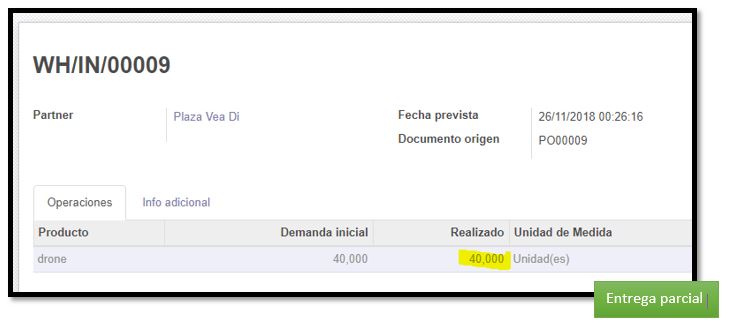 WH/IN/00009
Partner Plaza Vea Di Fecha prevista 26/11/2018 00:26:16
Documento origen PO00009
Operaciones Info adicional
Producto Demanda inicial Realizado Unidad de Medida
drone 40,000 40,000 Unidad(es)
Entrega parcial